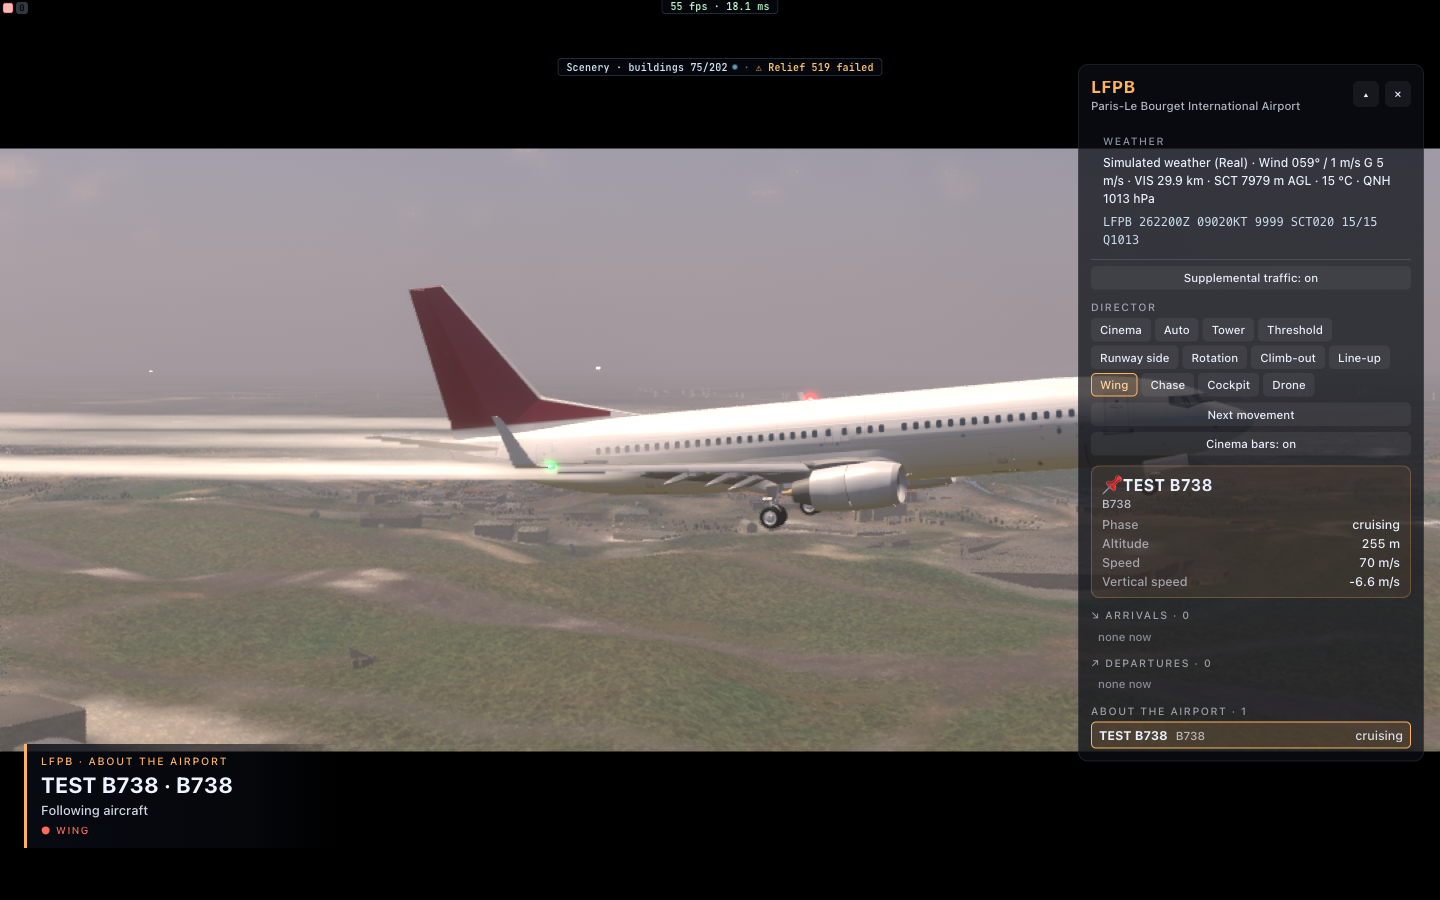 0
55 fps · 18.1 ms
Scenery · buildings 75/202 · ⚠ Relief 519 failed
LFPB
Paris-Le Bourget International Airport
WEATHER
Simulated weather (Real) · Wind 059° / 1 m/s G 5
m/s · VIS 29.9 km · SCT 7979 m AGL · 15 °C · QNH
1013 hPa
LFPB 262200Z 09020KT 9999 SCT020 15/15
Q1013
Supplemental traffic: on
DIRECTOR
Cinema Auto Tower Threshold
Runway side Rotation Climb-out Line-up
Wing Chase Cockpit Drone
Next movement
Cinema bars: on
📌TEST B738
B738
Phase cruising
Altitude 255 m
Speed 70 m/s
Vertical speed -6.6 m/s
↘ ARRIVALS · 0
none now
↗ DEPARTURES · 0
none now
ABOUT THE AIRPORT · 1
TEST B738 B738 cruising
LFPB · ABOUT THE AIRPORT
TEST B738 · B738
Following aircraft
WING